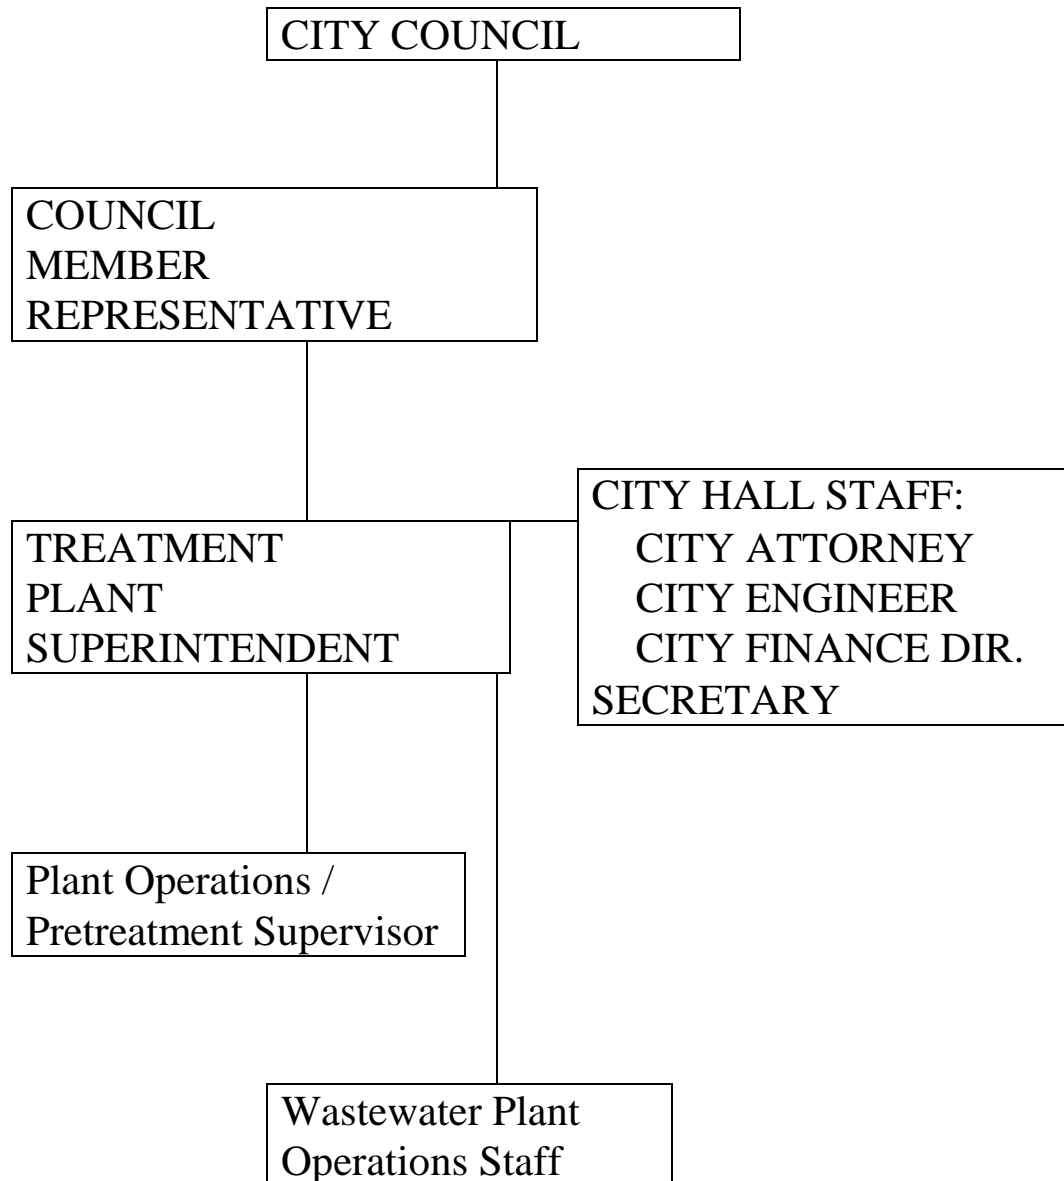 CITY COUNCIL
COUNCIL
MEMBER
REPRESENTATIVE
CITY HALL STAFF:
CITY ATTORNEY
CITY ENGINEER
CITY FINANCE DIR.
SECRETARY
TREATMENT
PLANT
SUPERINTENDENT
Plant Operations /
Pretreatment Supervisor
Wastewater Plant
Operations Staff